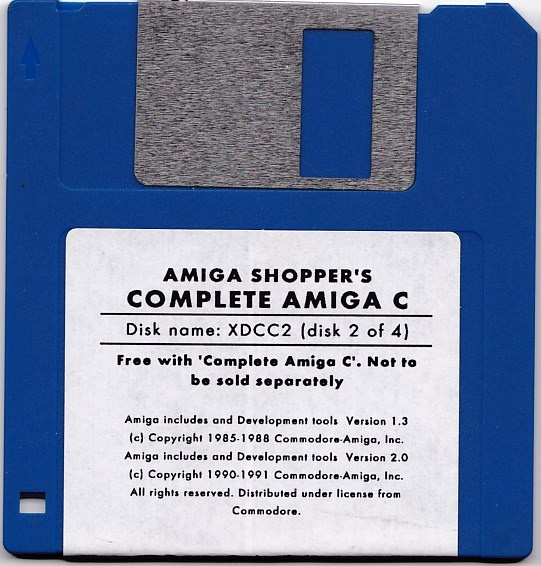 AMIGA SHOPPER'S
COMPLETE AMIGA C
Disk name: XDCC2 (disk 2 of 4)
Free with 'Complete Amiga C'. Not to
be sold separately
Amiga includes and Development tools Version 1.3
(c) Copyright 1985-1988 Commodore-Amiga, Inc.
Amiga includes and Development tools Version 2.0
(c) Copyright 1990-1991 Commodore-Amiga, Inc.
All rights reserved. Distributed under license from
Commodore.